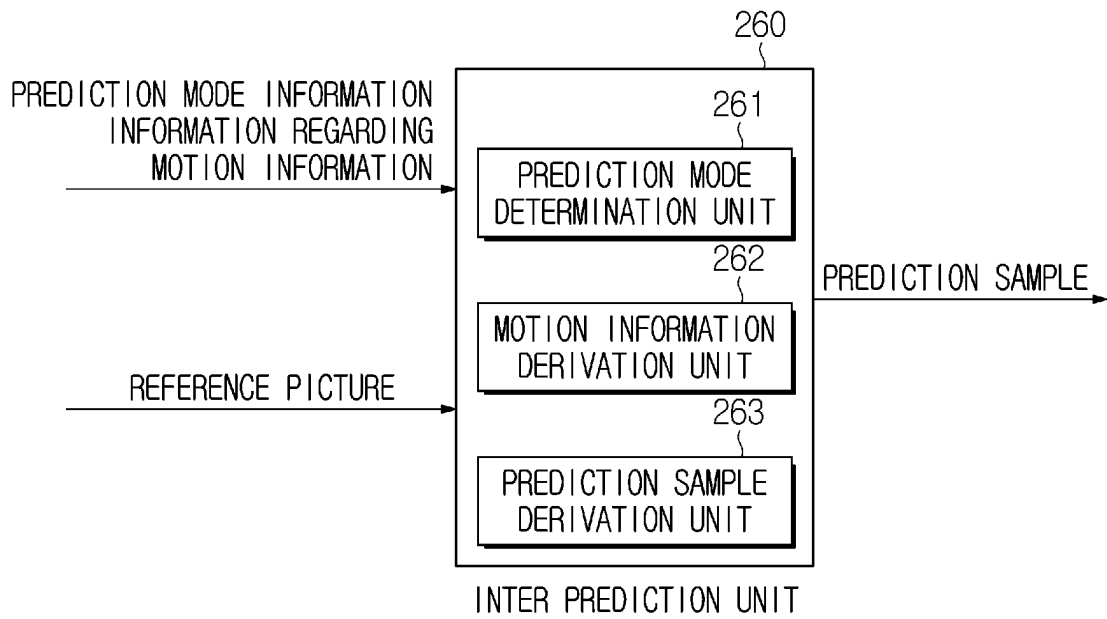 260
PREDICTION MODE INFORMATION
INFORMATION REGARDING
MOTION INFORMATION
261
PREDICTION MODE
DETERMINATION UNIT
262
MOTION INFORMATION
DERIVATION UNIT
PREDICTION SAMPLE
REFERENCE PICTURE
263
PREDICTION SAMPLE
DERIVATION UNIT
INTER PREDICTION UNIT